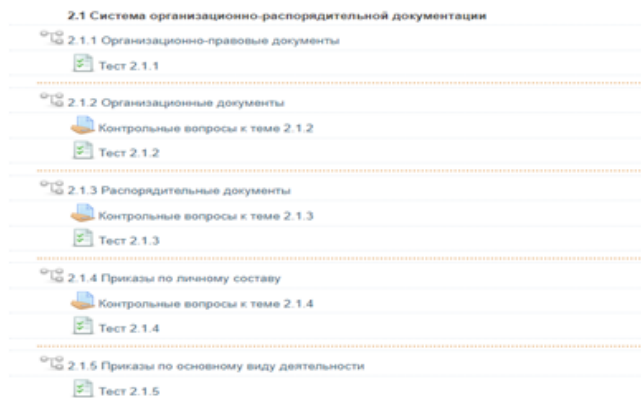 2.1 Система организационно-распорядительной документации
2.1.1 Организационно-правовые документы
Тест 2.1.1
2.1.2 Организационные документы
Контрольные вопросы к теме 2.1.2
Тест 2.1.2
2.1.3 Распорядительные документы
Контрольные вопросы к теме 2.1.3
Тест 2.1.3
2.1.4 Приказы по личному составу
Контрольные вопросы к теме 2.1.4
Тест 2.1.4
2.1.5 Приказы по основному виду деятельности
Тест 2.1.5